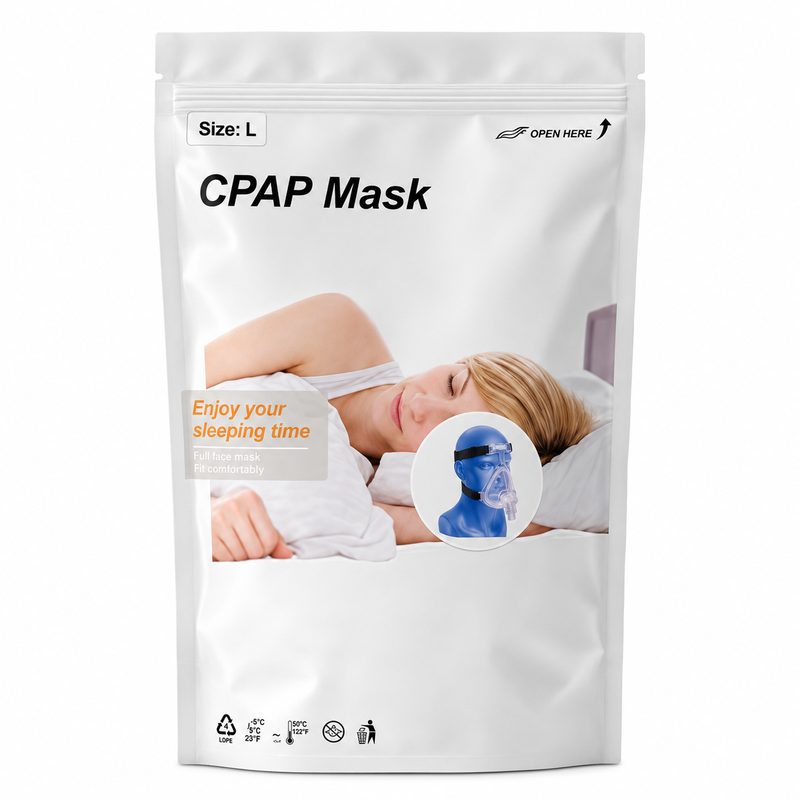 Size: L
OPEN HERE
CPAP Mask
Enjoy your
sleeping time
Full face mask
Fit comfortably
4
LDPE
-5°C
5°C
23°F
50°C
122°F